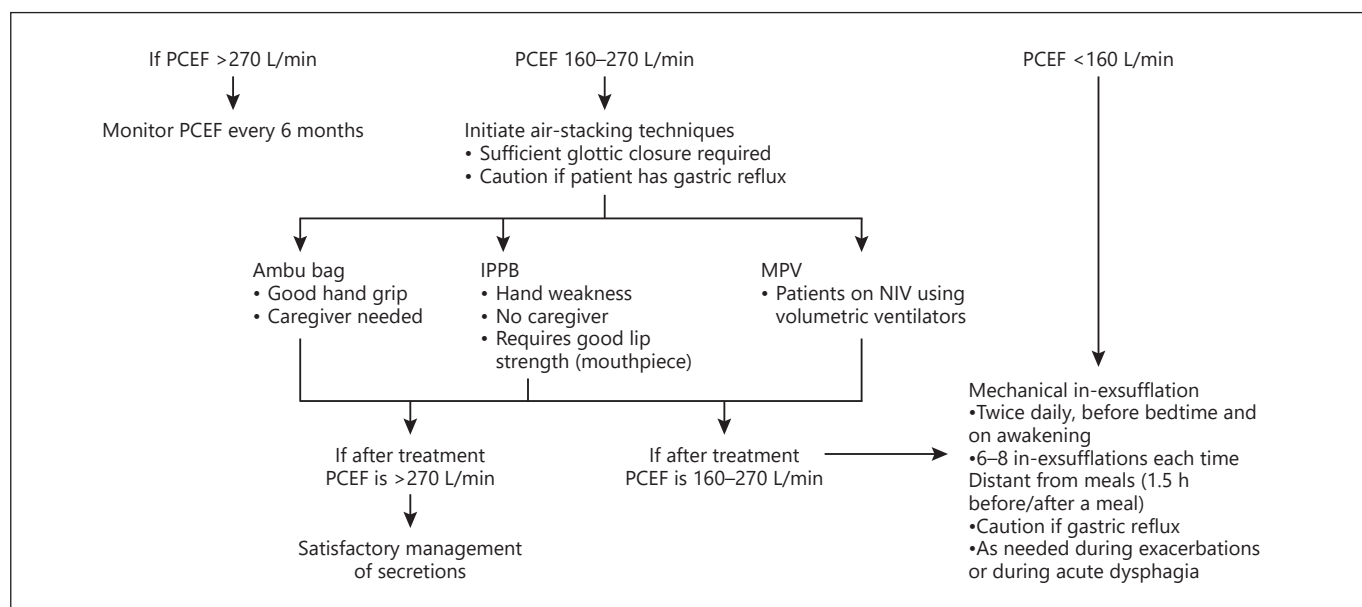 If PCEF >270 L/min
Monitor PCEF every 6 months
PCEF 160–270 L/min
Initiate air-stacking techniques
• Sufficient glottic closure required
• Caution if patient has gastric reflux
Ambu bag
• Good hand grip
• Caregiver needed
IPPB
• Hand weakness
• No caregiver
• Requires good lip
strength (mouthpiece)
MPV
• Patients on NIV using
volumetric ventilators
If after treatment
PCEF is >270 L/min
Satisfactory management
of secretions
If after treatment
PCEF is 160–270 L/min
PCEF <160 L/min
Mechanical in-exsufflation
•Twice daily, before bedtime and
on awakening
•6–8 in-exsufflations each time
Distant from meals (1.5 h
before/after a meal)
•Caution if gastric reflux
•As needed during exacerbations
or during acute dysphagia